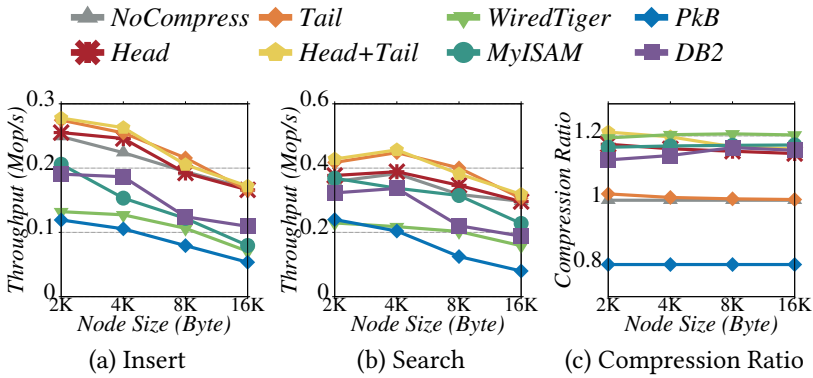 NoCompress Tail WiredTiger PkB
Head Head+Tail MyISAM DB2
Throughput (Mop/s)
0.3
0.2
0.1
0
2K 4K 8K 16K
Node Size (Byte)
(a) Insert
Throughput (Mop/s)
0.6
0.4
0.2
0
2K 4K 8K 16K
Node Size (Byte)
(b) Search
Compression Ratio
1.2
1
0.8
2K 4K 8K 16K
Node Size (Byte)
(c) Compression Ratio